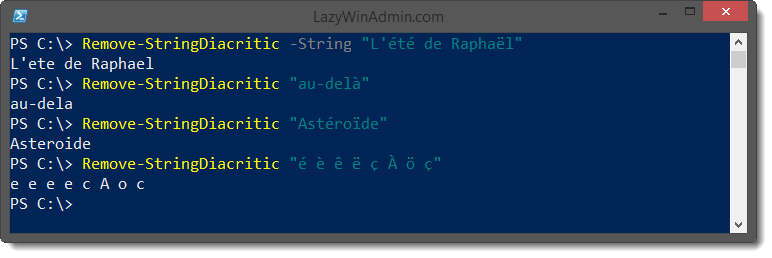 LazyWinAdmin.com
PS C:\> Remove-StringDiacritic -String "L'été de Raphaël"
L'ete de Raphael
PS C:\> Remove-StringDiacritic "au-delà"
au-dela
PS C:\> Remove-StringDiacritic "Astéroïde"
Asteroide
PS C:\> Remove-StringDiacritic "é è ê ë ç À ö ç"
e e e e c A o c
PS C:\>